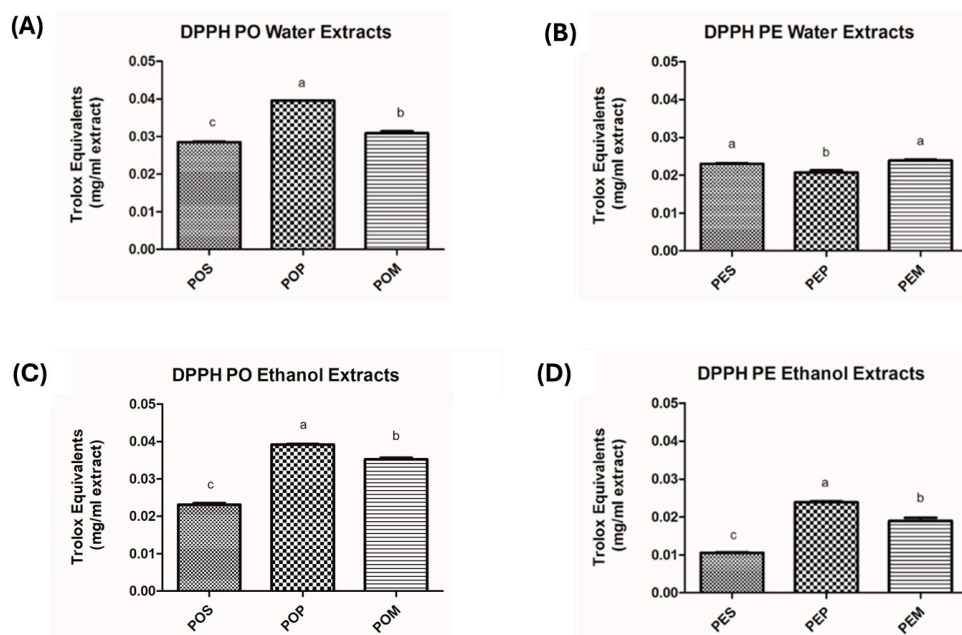 (A)
DPPH PO Water Extracts
Trolox Equivalents
(mg/ml extract)
0.05
0.04
0.03
0.02
0.01
0.00
c
a
b
POS
POP
POM
(B)
DPPH PE Water Extracts
Trolox Equivalents
(mg/ml extract)
0.05
0.04
0.03
0.02
0.01
0.00
a
b
a
PES
PEP
PEM
(C)
DPPH PO Ethanol Extracts
Trolox Equivalents
(mg/ml extract)
0.05
0.04
0.03
0.02
0.01
0.00
c
a
b
POS
POP
POM
(D)
DPPH PE Ethanol Extracts
Trolox Equivalents
(mg/ml extract)
0.05
0.04
0.03
0.02
0.01
0.00
c
a
b
PES
PEP
PEM